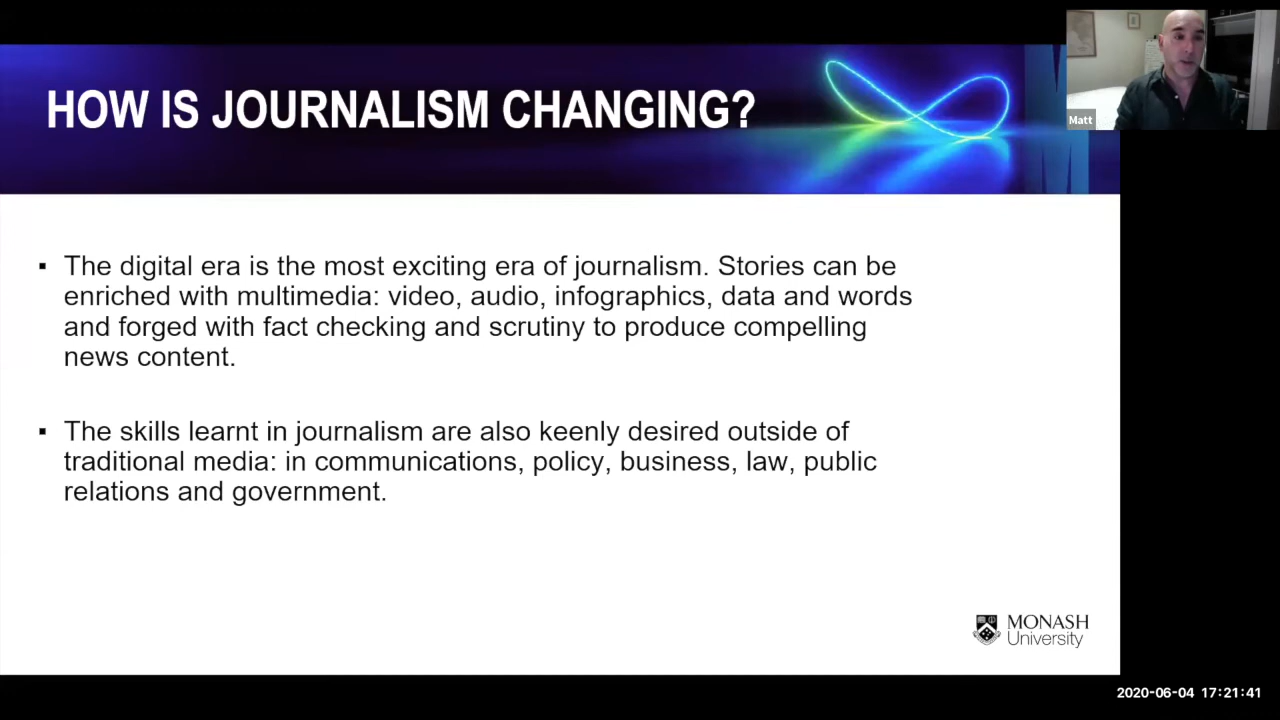 HOW IS JOURNALISM CHANGING?
Matt
▪ The digital era is the most exciting era of journalism. Stories can be
enriched with multimedia: video, audio, infographics, data and words
and forged with fact checking and scrutiny to produce compelling
news content.
▪ The skills learnt in journalism are also keenly desired outside of
traditional media: in communications, policy, business, law, public
relations and government.
MONASH
University
2020-06-04 17:21:41